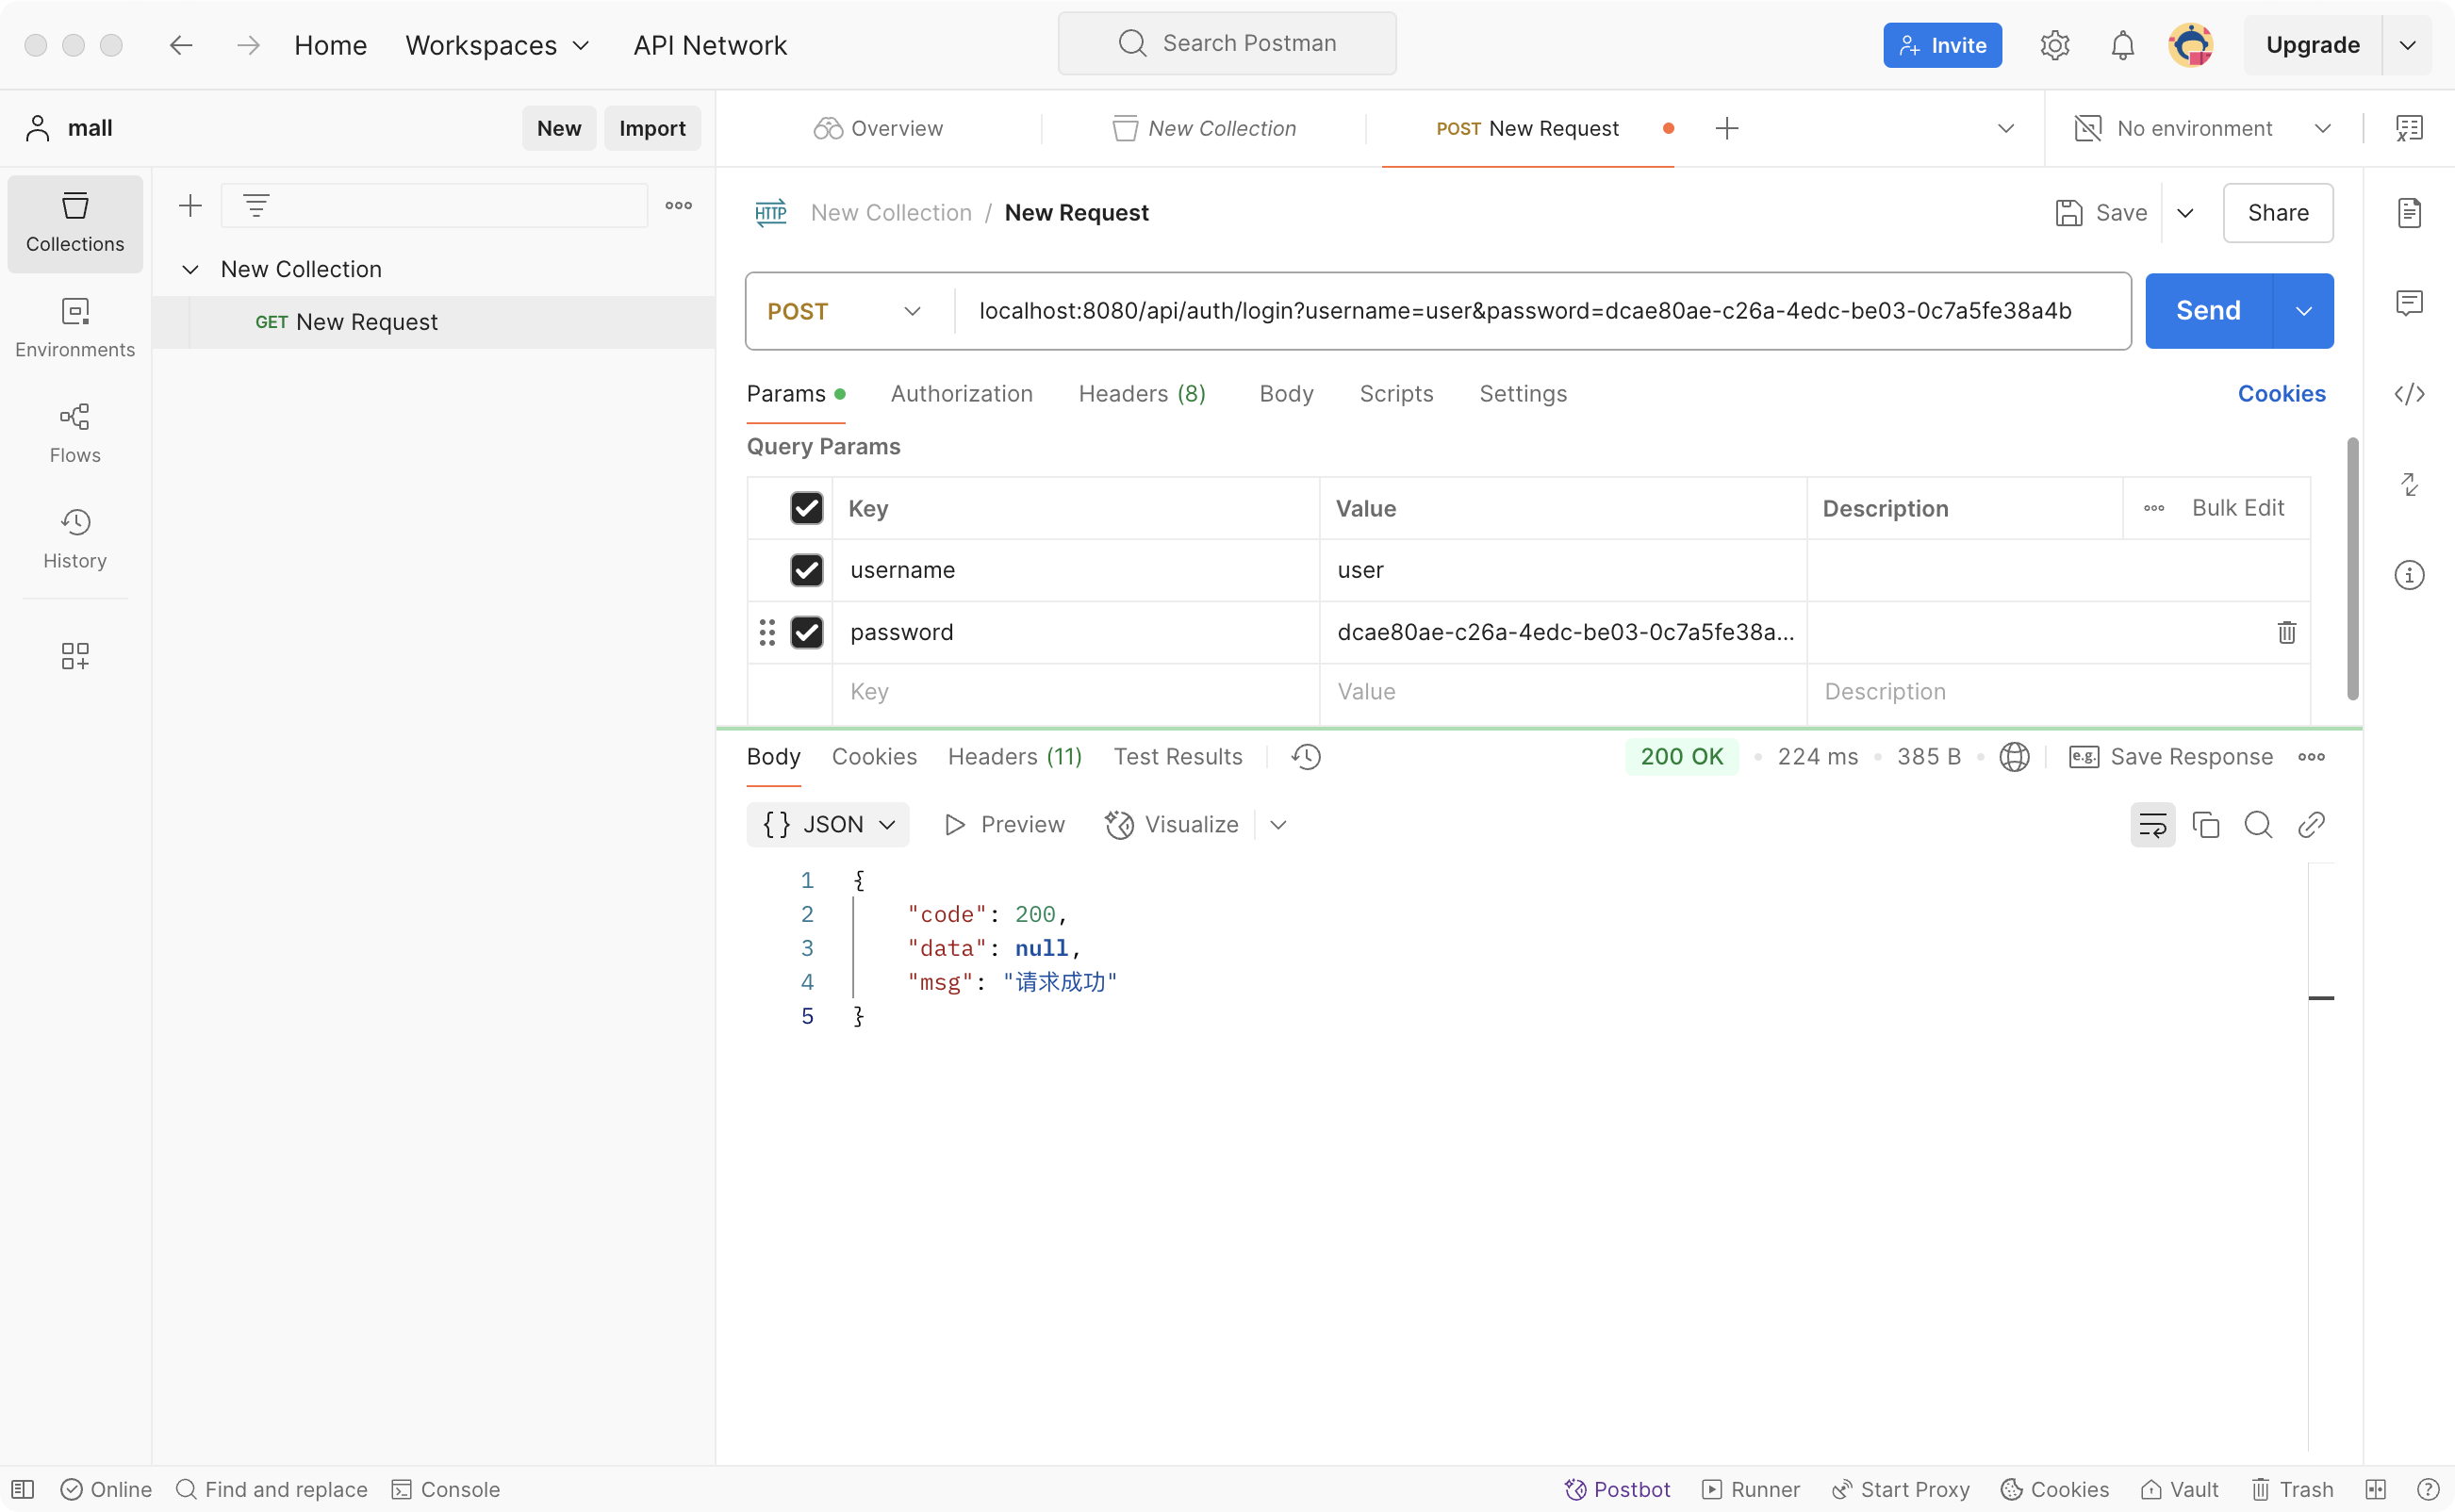 Home Workspaces API Network Search Postman Invite Upgrade
mall New Import Overview New Collection POST New Request No environment
Collections
Environments
Flows
History
New Collection
GET New Request
HTTP New Collection / New Request Save Share
POST localhost:8080/api/auth/login?username=user&password=dcae80ae-c26a-4edc-be03-0c7a5fe38a4b Send
Params Authorization Headers (8) Body Scripts Settings Cookies
Query Params
Key Value Description Bulk Edit
username user
password dcae80ae-c26a-4edc-be03-0c7a5fe38a...
Key Value Description
Body Cookies Headers (11) Test Results 200 OK 224 ms 385 B e.g. Save Response
{} JSON Preview Visualize
1 {
2 "code": 200,
3 "data": null,
4 "msg": "请求成功"
5 }
Online Find and replace Console Postbot Runner Start Proxy Cookies Vault Trash